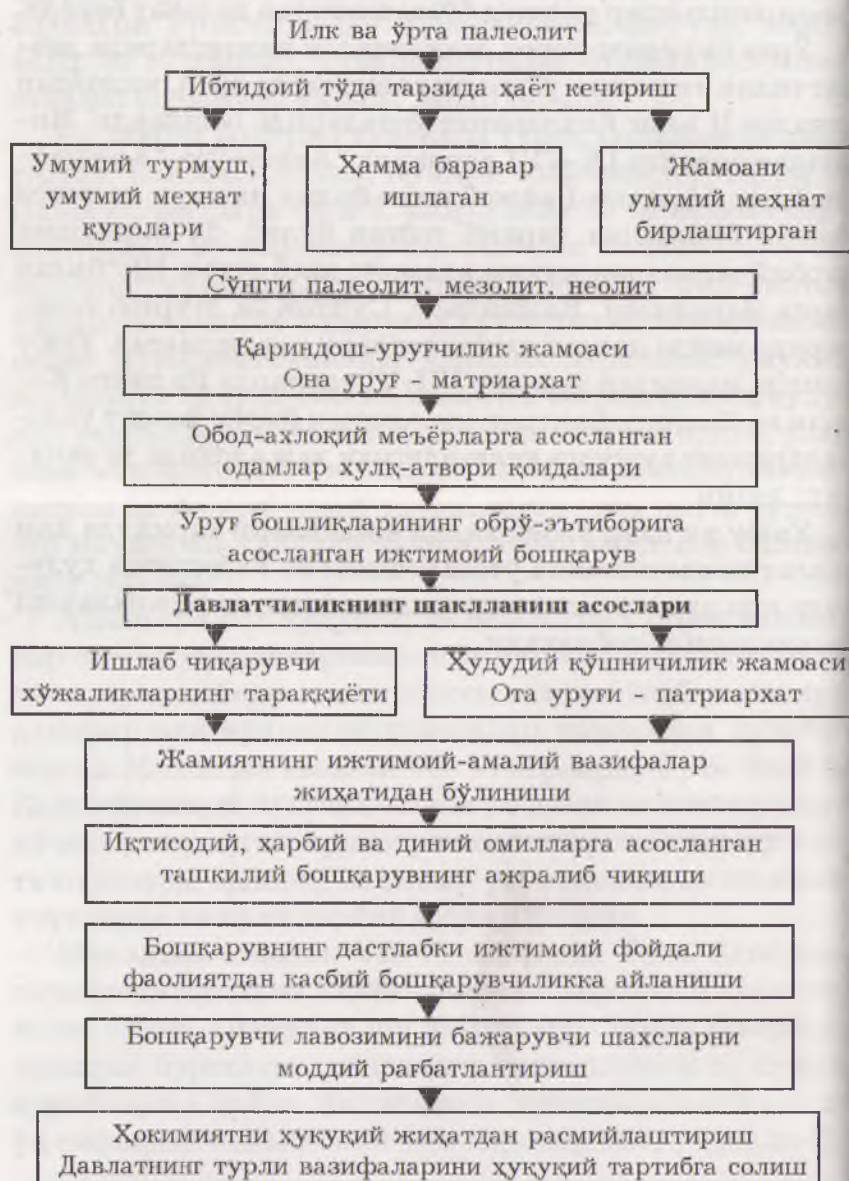 Илк ва ўрта палеолит
Ибтидоий тўда тарзида ҳаёт кечириш
Умумий турмуш,
умумий меҳнат
қуролари
Ҳамма баравар
ишлаган
Жамоани
умумий меҳнат
бирлаштирган
Сўнгги палеолит, мезолит, неолит
Қариндош-уруғчилик жамоаси
Она уруғ - матриархат
Обод-ахлоқий меъёрларга асосланган
одамлар хулқ-атвори қоидалари
Уруғ бошлиқларининг обрў-эътиборига
асосланган ижтимоий бошқарув
Давлатчиликнинг шаклланиш асослари
Ишлаб чиқарувчи
хўжаликларнинг тараққиёти
Ҳудудий қўшничилик жамоаси
Ота уруғи - патриархат
Жамиятнинг ижтимоий-амалий вазифалар
жиҳатидан бўлиниши
Иқтисодий, ҳарбий ва диний омилларга асосланган
ташкилий бошқарувнинг ажралиб чиқиши
Бошқарувнинг дастлабки ижтимоий фойдали
фаолиятдан касбий бошқарувчиликка айланиши
Бошқарувчи лавозимини бажарувчи шахсларни
моддий рағбатлантириш
Ҳокимиятни ҳуқуқий жиҳатдан расмийлаштириш
Давлатнинг турли вазифаларини ҳуқуқий тартибга солиш